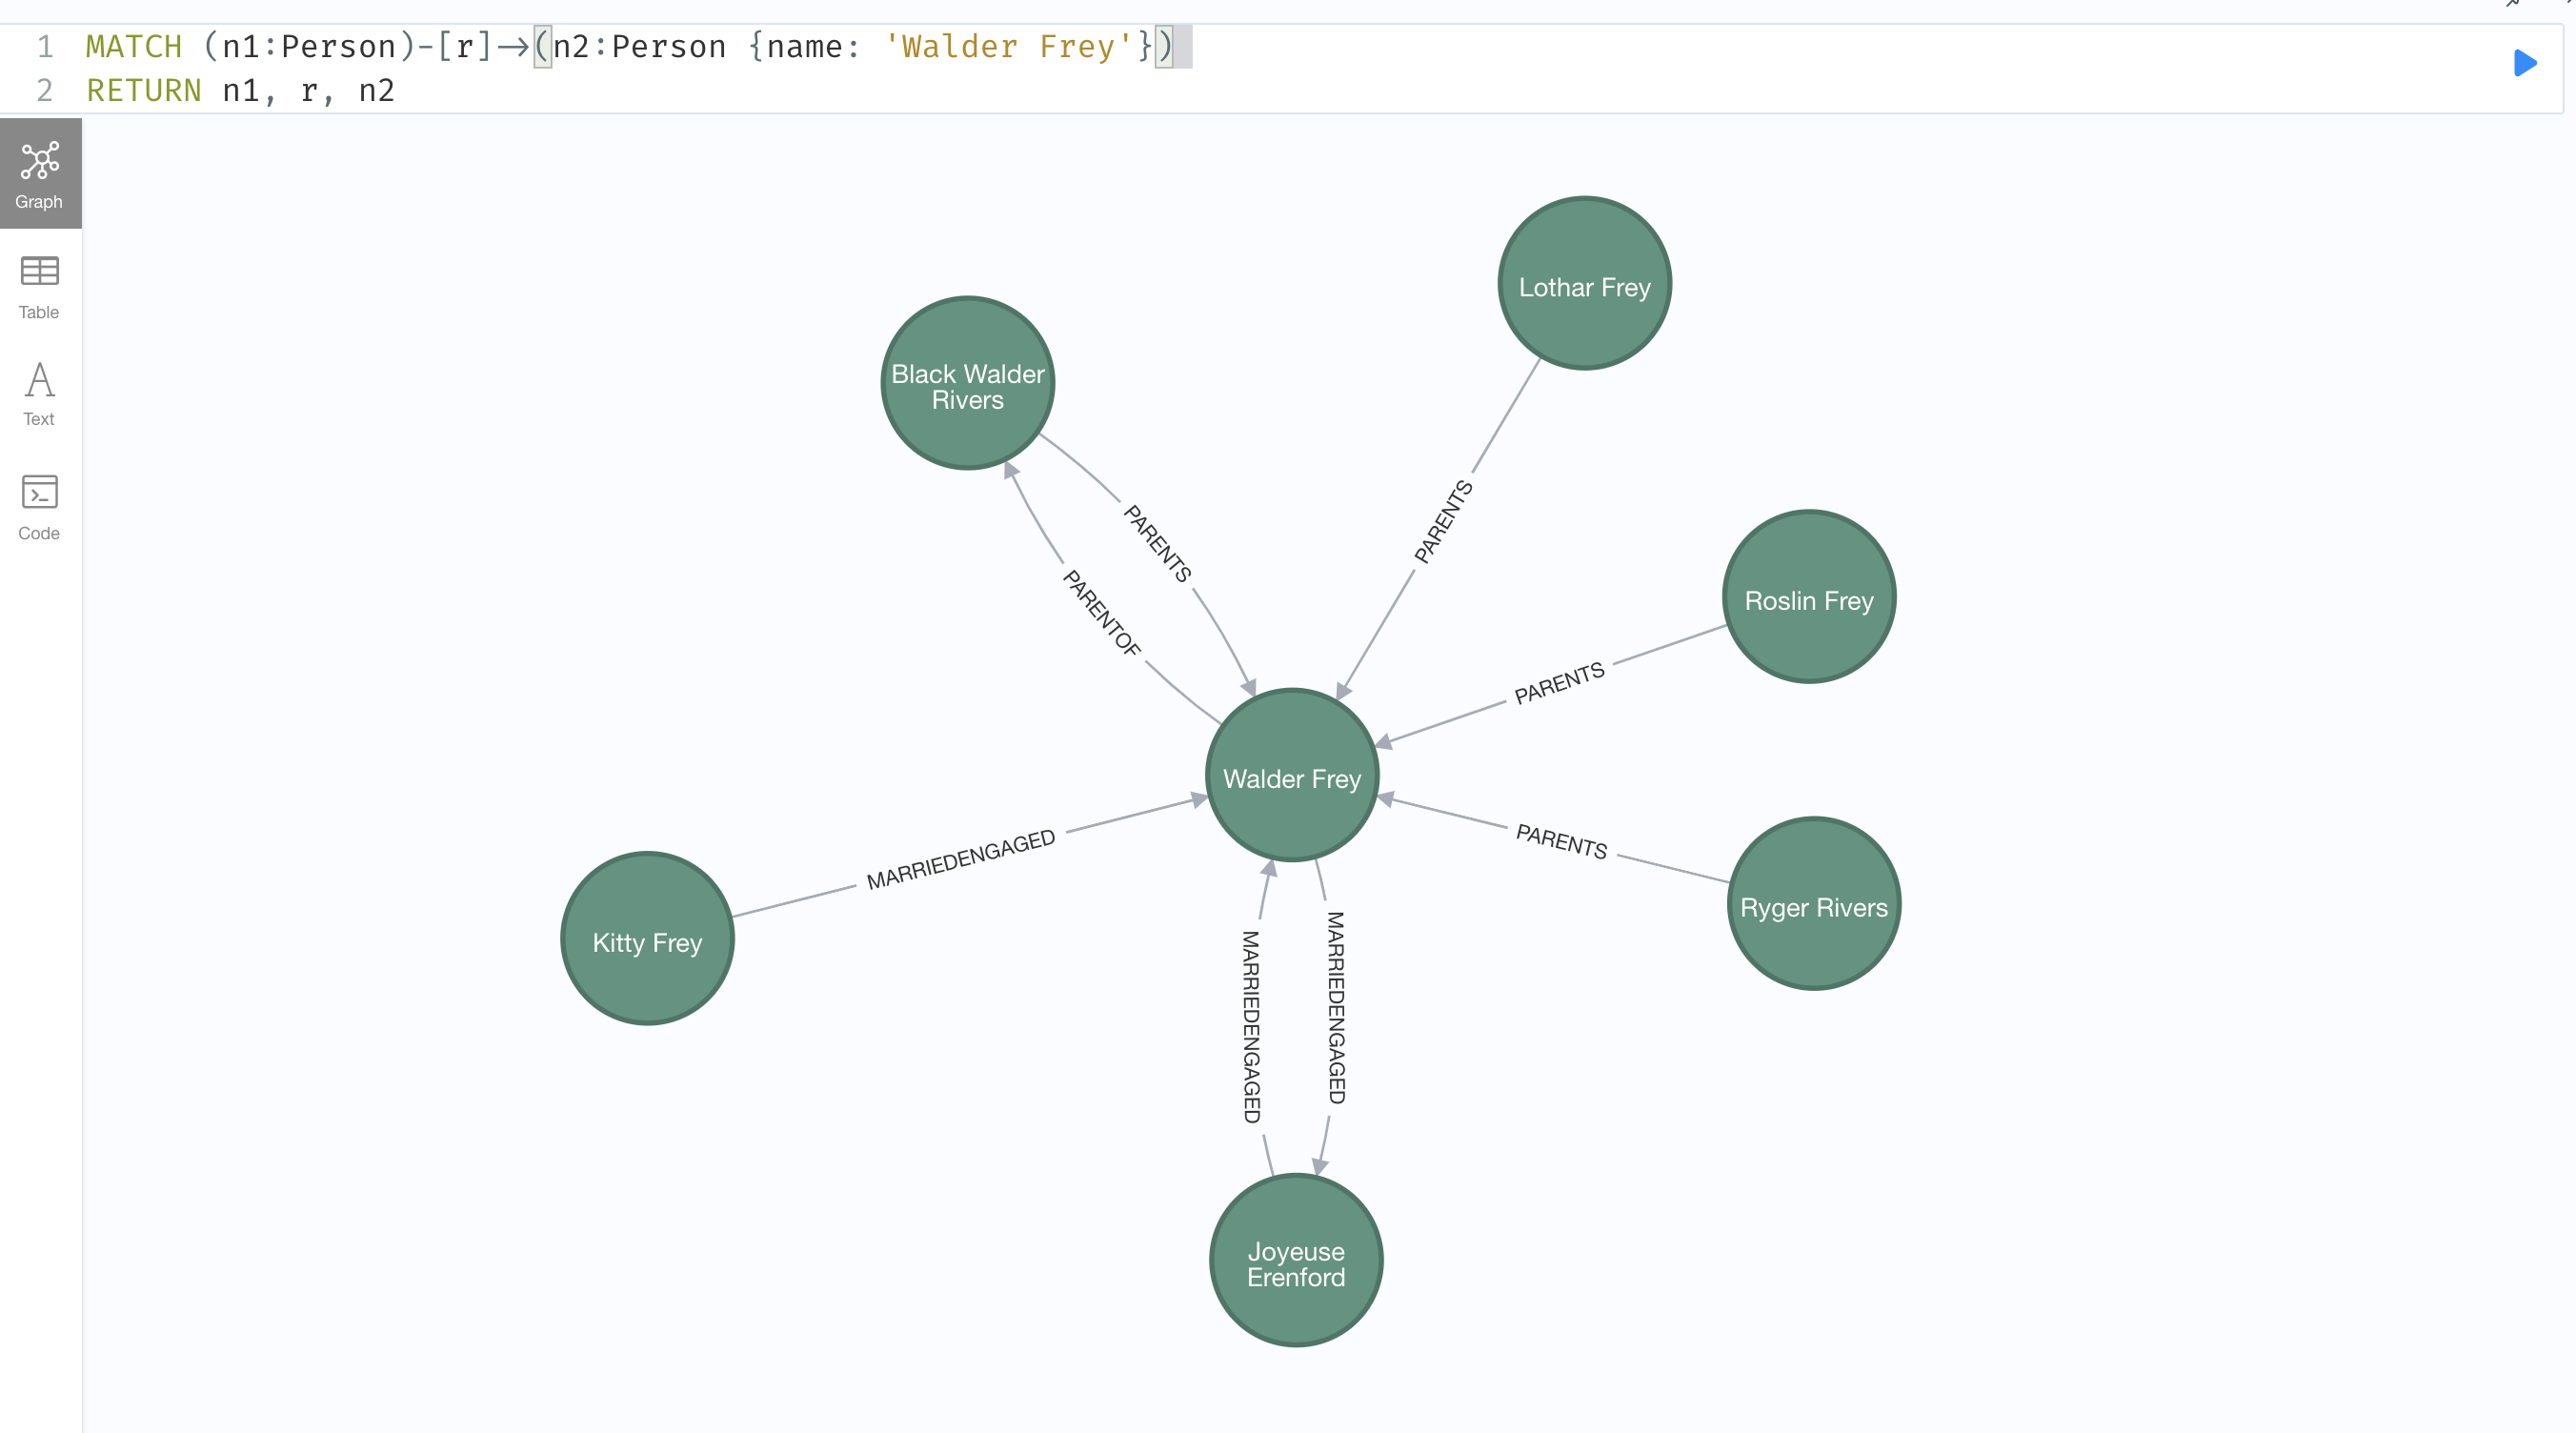 1 MATCH (n1:Person)-[r]→(n2:Person {name: 'Walder Frey'})
2 RETURN n1, r, n2
Graph
Table
Text
Code
Lothar Frey
Black Walder
Rivers
PARENTS
PARENTS
PARENTOF
Roslin Frey
PARENTS
Walder Frey
PARENTS
Ryger Rivers
MARRIEDENGAGED
Kitty Frey
MARRIEDENGAGED
MARRIEDENGAGED
Joyeuse
Erenford